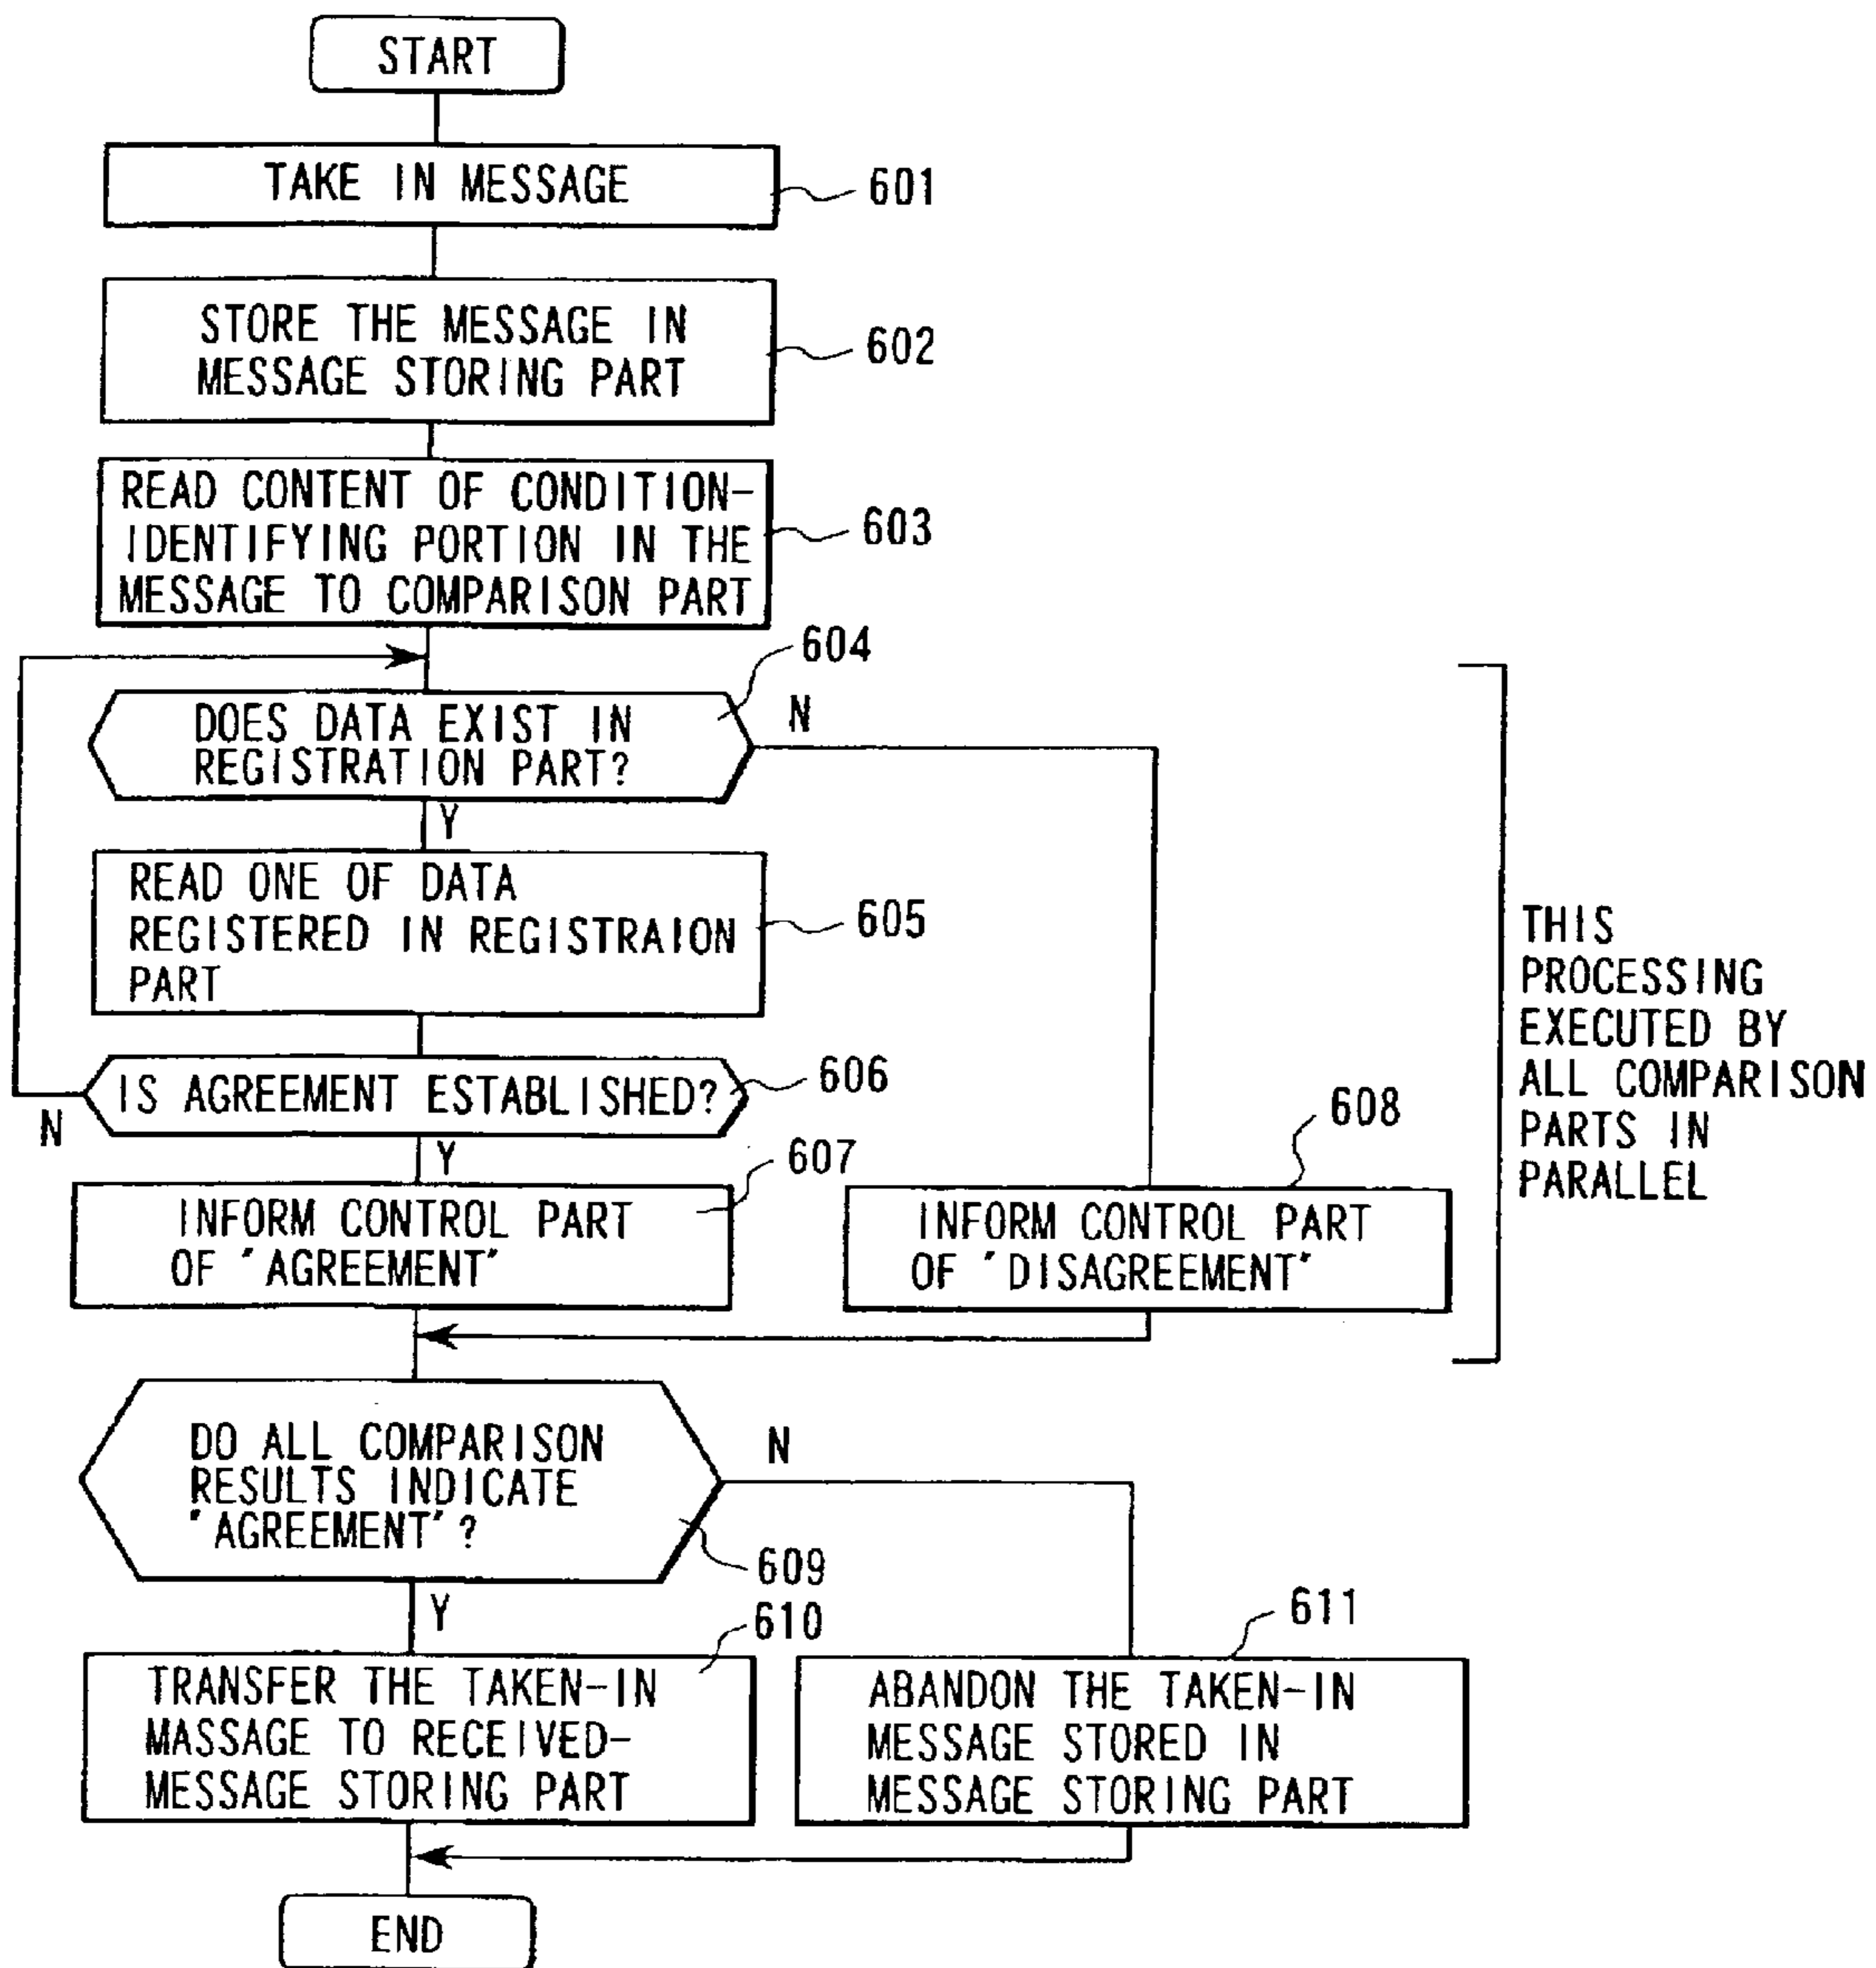 START
TAKE IN MESSAGE
601
STORE THE MESSAGE IN
MESSAGE STORING PART
602
READ CONTENT OF CONDITION-
IDENTIFYING PORTION IN THE
MESSAGE TO COMPARISON PART
603
604
DOES DATA EXIST IN
REGISTRATION PART?
N
Y
READ ONE OF DATA
REGISTERED IN REGISTRAION
PART
605
IS AGREEMENT ESTABLISHED?
606
N
Y
607
INFORM CONTROL PART
OF "AGREEMENT"
608
INFORM CONTROL PART
OF "DISAGREEMENT"
THIS
PROCESSING
EXECUTED BY
ALL COMPARISON
PARTS IN
PARALLEL
DO ALL COMPARISON
RESULTS INDICATE
"AGREEMENT"?
N
609
Y
610
TRANSFER THE TAKEN-IN
MASSAGE TO RECEIVED-
MESSAGE STORING PART
611
ABANDON THE TAKEN-IN
MESSAGE STORED IN
MESSAGE STORING PART
END